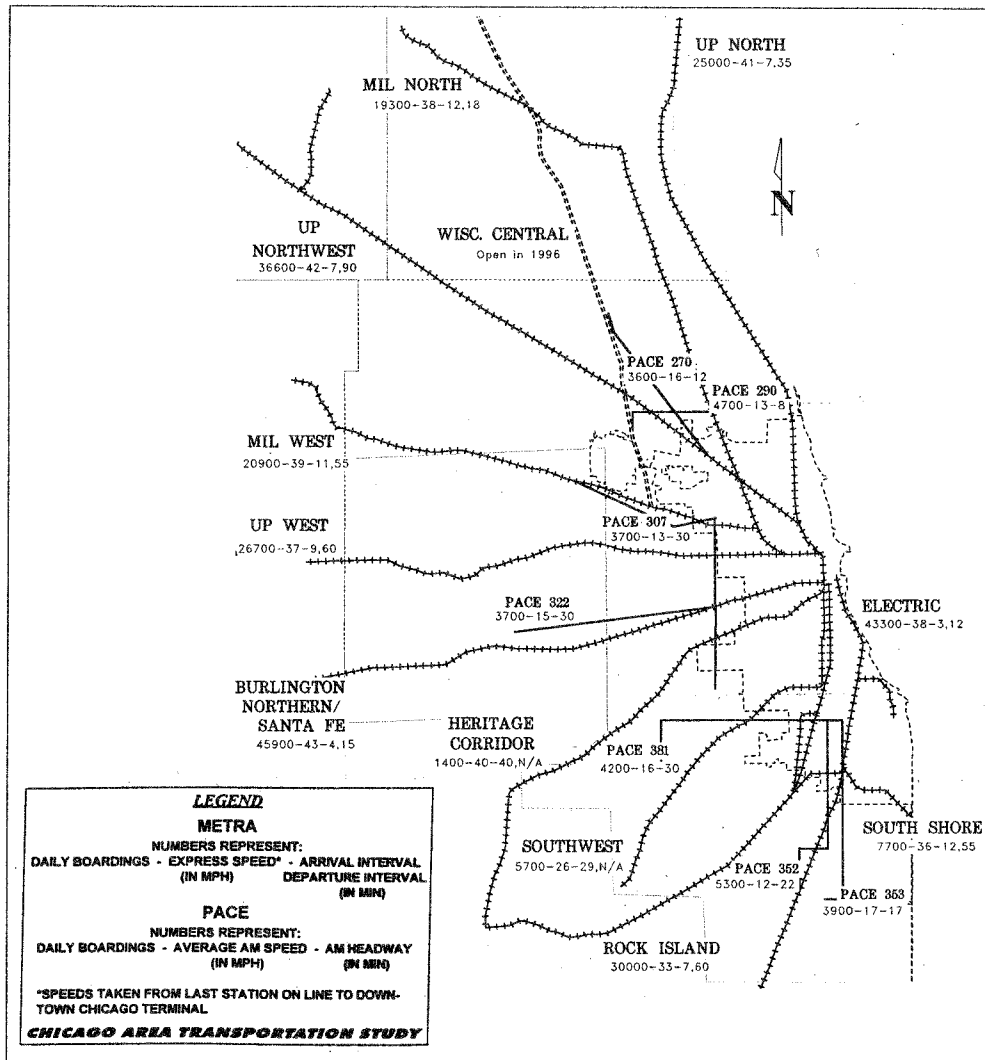 UP NORTH
25000-41-7,35
MIL NORTH
19300-38-12,18
N
UP
NORTHWEST
36600-42-7,90
WISC. CENTRAL
Open in 1996
PACE 270
3600-16-12
PACE 290
4700-13-8
MIL WEST
20900-39-11,55
PACE 307
3700-13-30
UP WEST
26700-37-9,60
PACE 322
3700-15-30
ELECTRIC
43300-38-3,12
BURLINGTON
NORTHERN/
SANTA FE
45900-43-4,15
HERITAGE
CORRIDOR
1400-40-40,N/A
PACE 381
4200-16-30
SOUTHWEST
5700-26-29,N/A
SOUTH SHORE
7700-36-12,55
PACE 352
5300-12-22
PACE 353
3900-17-17
ROCK ISLAND
30000-33-7,60
LEGEND
METRA
NUMBERS REPRESENT:
DAILY BOARDINGS - EXPRESS SPEED* - ARRIVAL INTERVAL
(IN MPH) DEPARTURE INTERVAL
(IN MIN)
PACE
NUMBERS REPRESENT:
DAILY BOARDINGS - AVERAGE AM SPEED - AM HEADWAY
(IN MPH) (IN MIN)
*SPEEDS TAKEN FROM LAST STATION ON LINE TO DOWN-
TOWN CHICAGO TERMINAL
CHICAGO AREA TRANSPORTATION STUDY